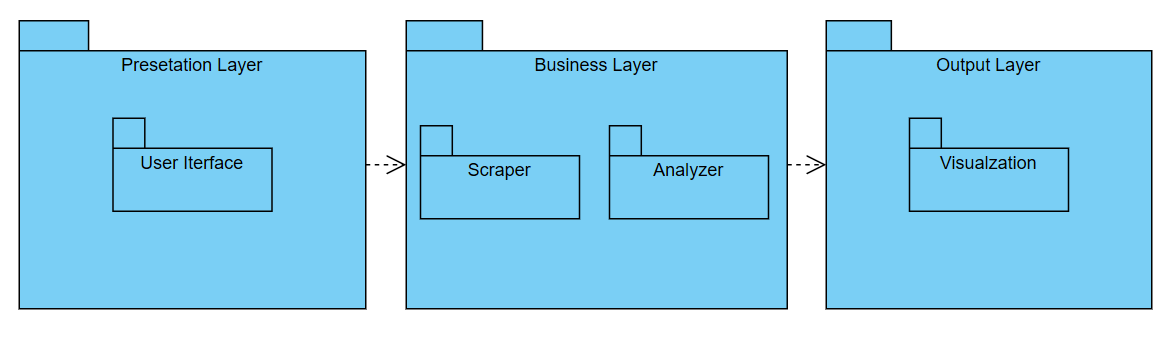 Presetation Layer
User Iterface
Business Layer
Scraper
Analyzer
Output Layer
Visualzation